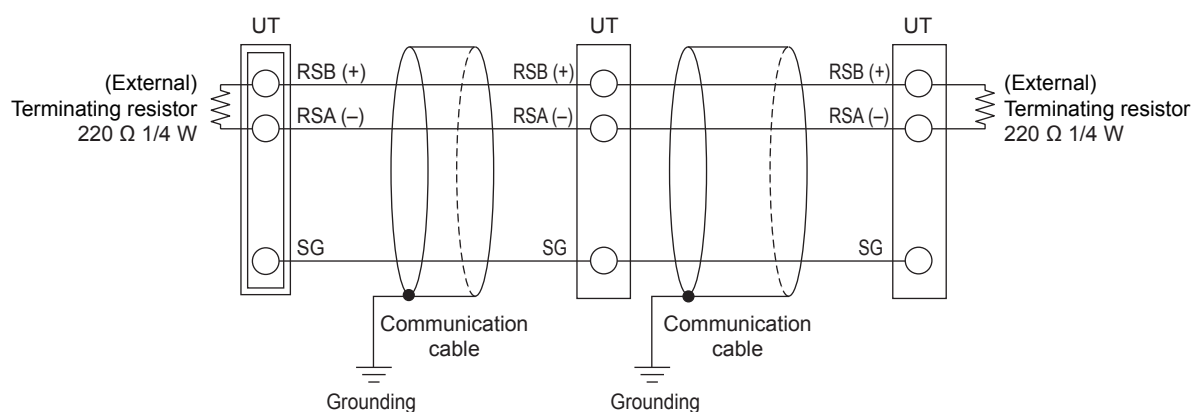 UT
UT
UT
RSB (+)
RSB (+)
RSB (+)
(External)
Terminating resistor
220 Ω 1/4 W
(External)
Terminating resistor
220 Ω 1/4 W
RSA (–)
RSA (–)
RSA (–)
SG
SG
SG
Communication
cable
Communication
cable
Grounding
Grounding